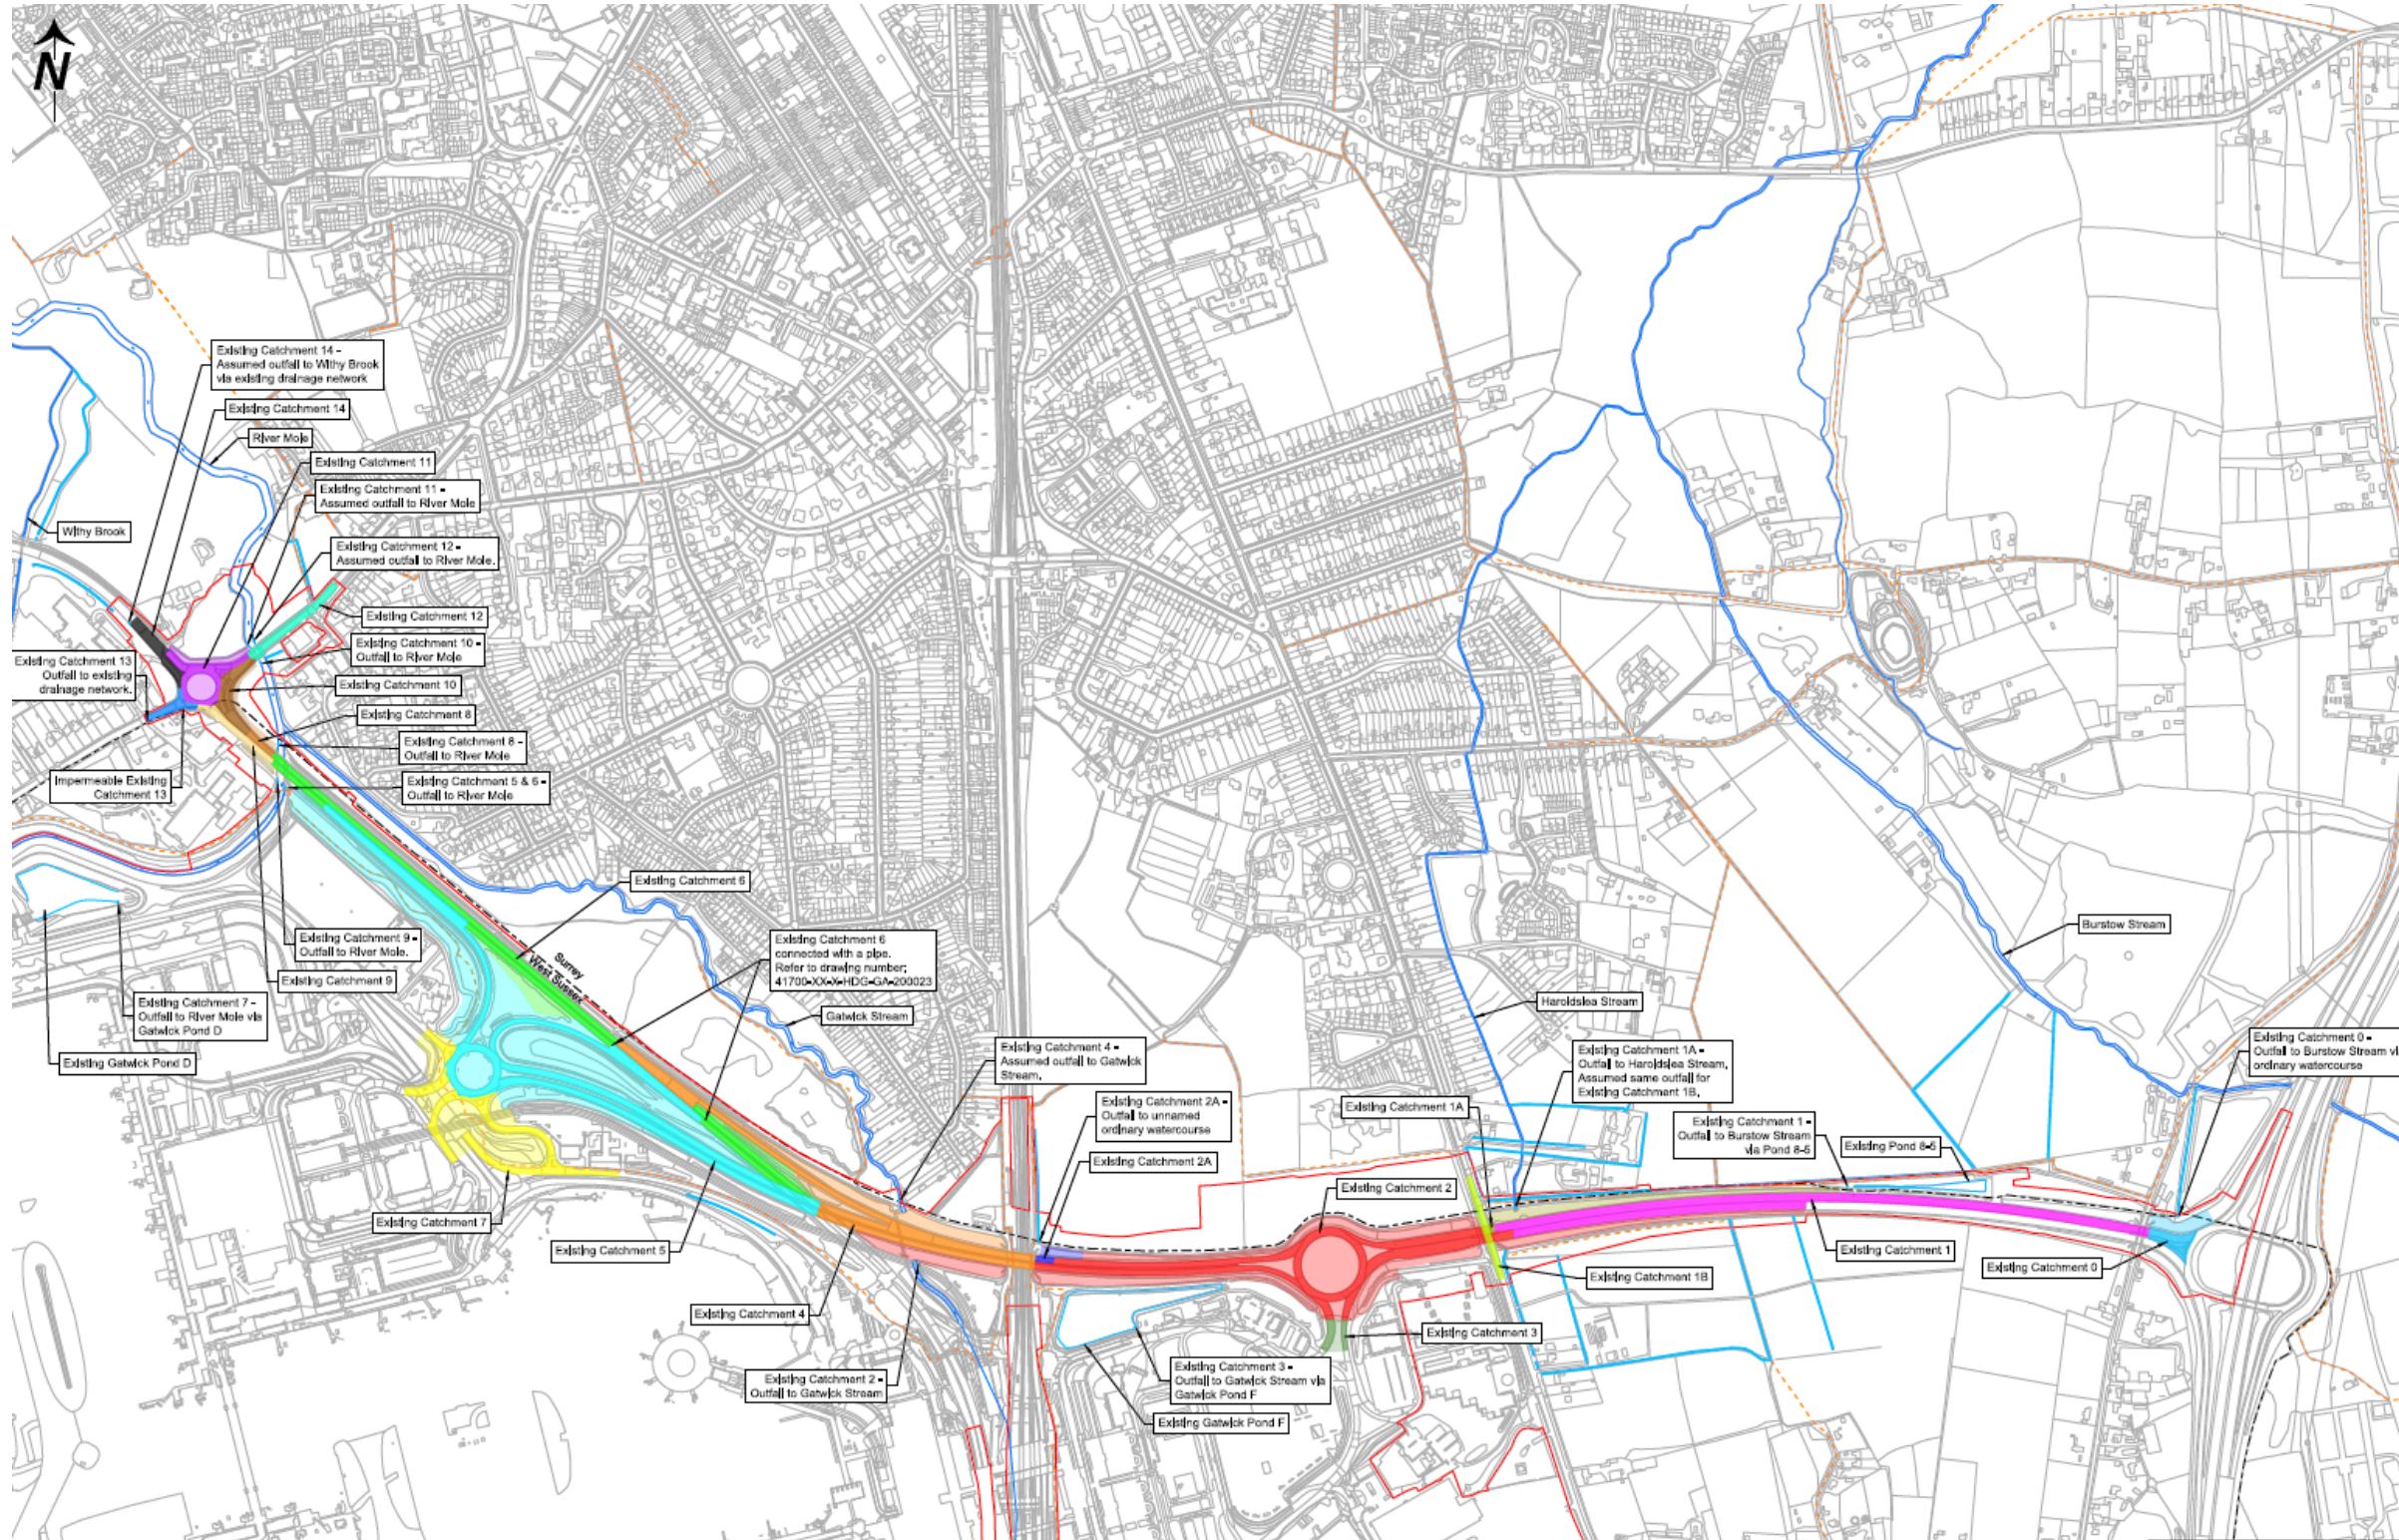 N
Existing Catchment 14 -
Assumed outfall to Withy Brook
via existing drainage network
Existing Catchment 14
River Mole
Existing Catchment 11
Existing Catchment 11 -
Assumed outfall to River Mole
Withy Brook
Existing Catchment 12 -
Assumed outfall to River Mole.
Existing Catchment 12
Existing Catchment 10 -
Outfall to River Mole
Existing Catchment 13
Outfall to existing
drainage network.
Existing Catchment 10
Existing Catchment 8
Existing Catchment 8 -
Outfall to River Mole
Impermeable Existing
Catchment 13
Existing Catchment 5 & 6 -
Outfall to River Mole
Existing Catchment 6
Existing Catchment 9 -
Outfall to River Mole.
Existing Catchment 9
Surrey
West Sussex
Existing Catchment 6
connected with a pipe.
Refer to drawing number;
41700-XX-X-HDG-GA-200023
Burstow Stream
Existing Catchment 7 -
Outfall to River Mole via
Gatwick Pond D
Existing Gatwick Pond D
Gatwick Stream
Haroldslea Stream
Existing Catchment 4 -
Assumed outfall to Gatwick
Stream.
Existing Catchment 1A -
Outfall to Haroldslea Stream,
Assumed same outfall for
Existing Catchment 1B.
Existing Catchment 0 -
Outfall to Burstow Stream vi
ordinary watercourse
Existing Catchment 2A -
Outfall to unnamed
ordinary watercourse
Existing Catchment 1A
Existing Catchment 1 -
Outfall to Burstow Stream
via Pond 8-5
Existing Pond 8-5
Existing Catchment 2A
Existing Catchment 2
Existing Catchment 7
Existing Catchment 5
Existing Catchment 1
Existing Catchment 0
Existing Catchment 1B
Existing Catchment 4
Existing Catchment 3
Existing Catchment 2 -
Outfall to Gatwick Stream
Existing Catchment 3 -
Outfall to Gatwick Stream via
Gatwick Pond F
Existing Gatwick Pond F